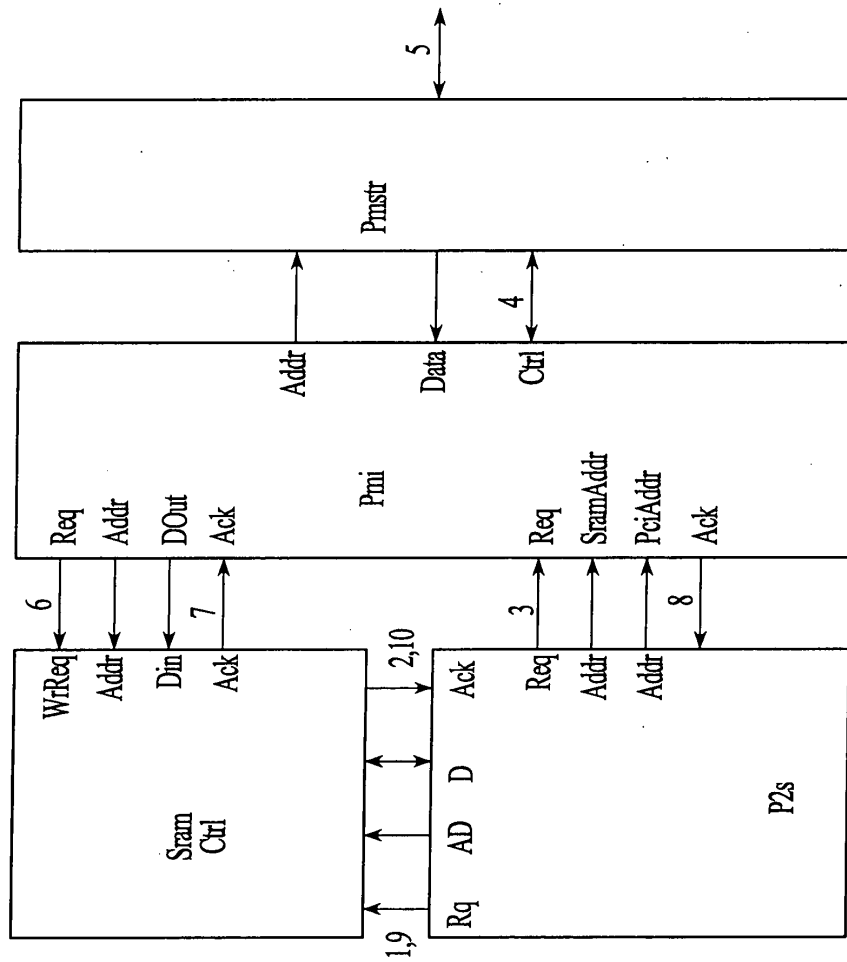 P2s
Rq
AD
D
Ack
Req
Addr
Addr
1,9
2,10
Sram
Ctrl
Ack
Din
Addr
WrReq
3
8
7
6
Ack
PciAddr
SramAddr
Req
Ack
DOut
Addr
Req
Pmi
Ctrl
Data
Addr
4
Pmstr
5